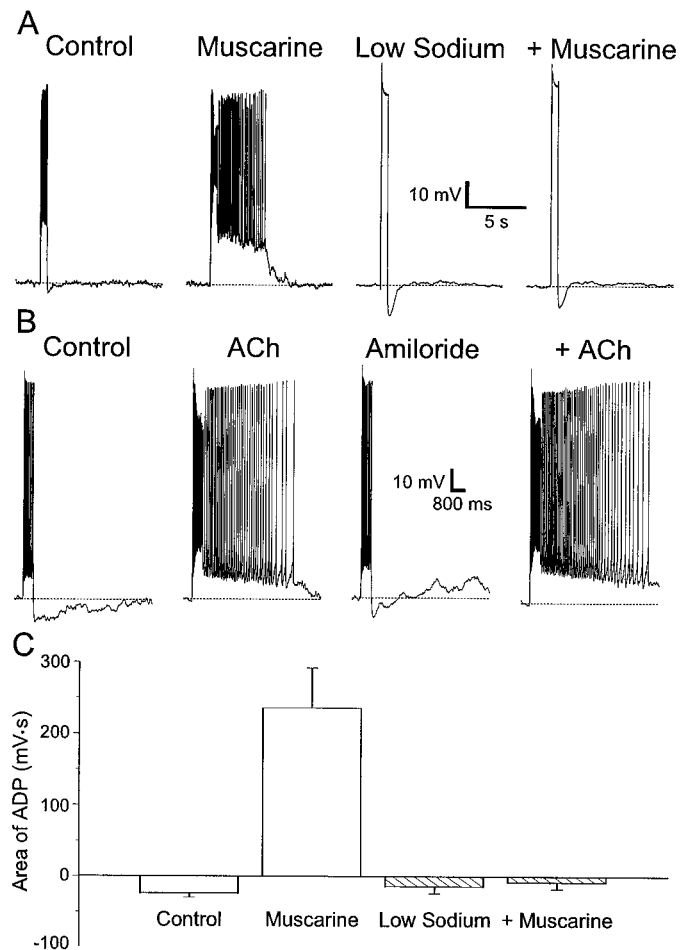 A
Control Muscarine Low Sodium + Muscarine
10 mV
5 s
B
Control ACh Amiloride + ACh
10 mV
800 ms
C
Area of ADP (mV·s)
300
200
100
0
-100
Control Muscarine Low Sodium + Muscarine